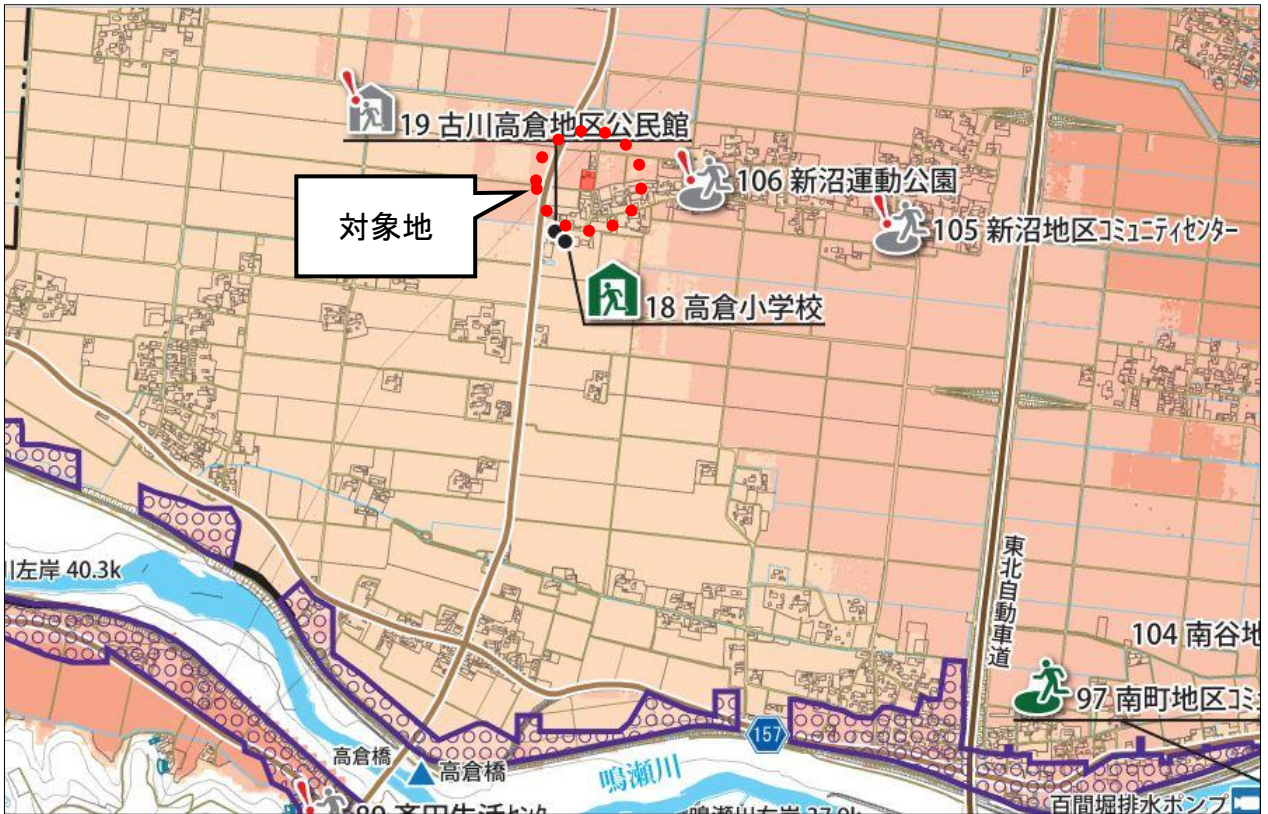 19 古川高倉地区公民館
106 新沼運動公園
対象地
105 新沼地区コミュニティセンター
18 高倉小学校
東北自動車道
川左岸 40.3k
104 南谷地
97 南町地区コミュ
157
高倉橋
高倉橋
鳴瀬川
百間堀排水ポンプ